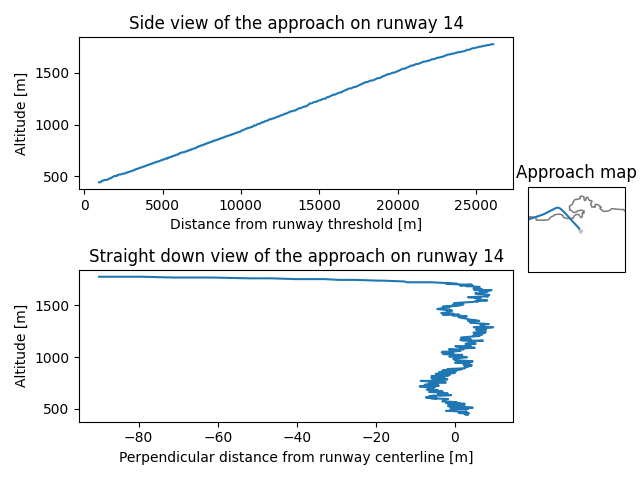 Side view of the approach on runway 14
1500
1000
500
Altitude [m]
0 5000 10000 15000 20000 25000
Distance from runway threshold [m]
Approach map
Straight down view of the approach on runway 14
1500
1000
500
Altitude [m]
−80 −60 −40 −20 0
Perpendicular distance from runway centerline [m]